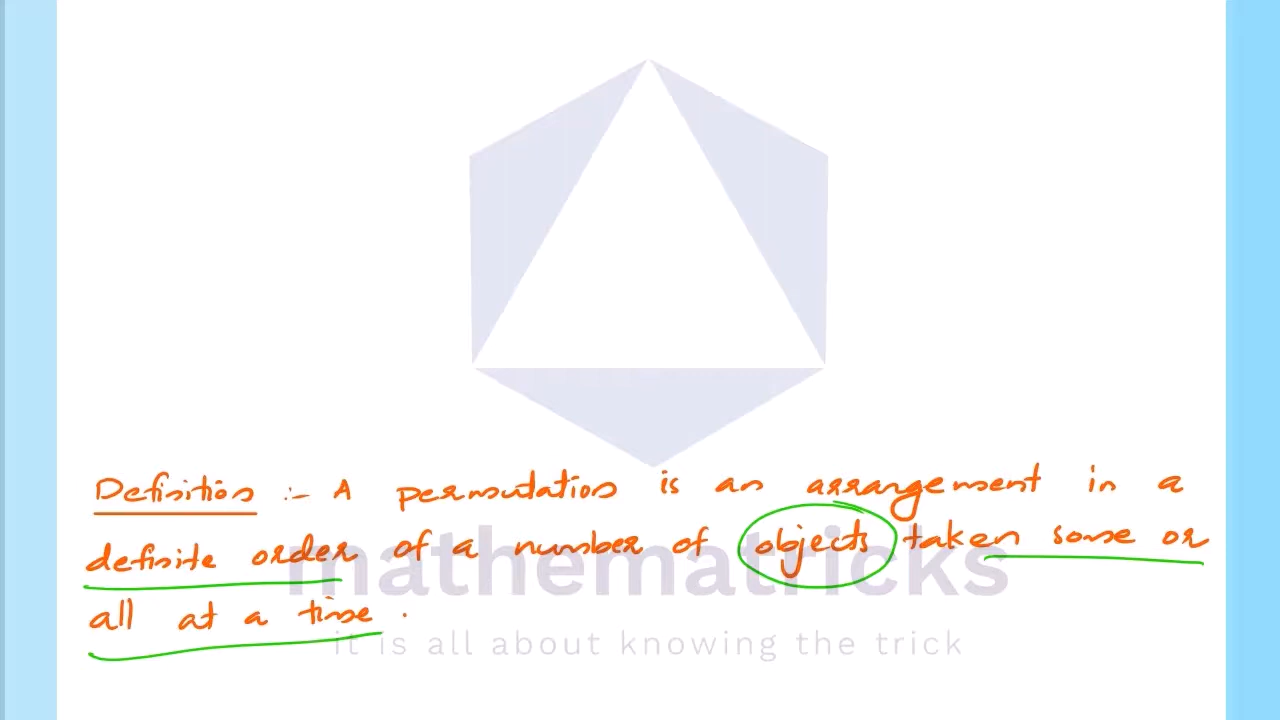 Definition :- A permutation is an arrangement in a
definite order of a number of objects taken some or
all at a time .
mathematricks
it is all about knowing the trick